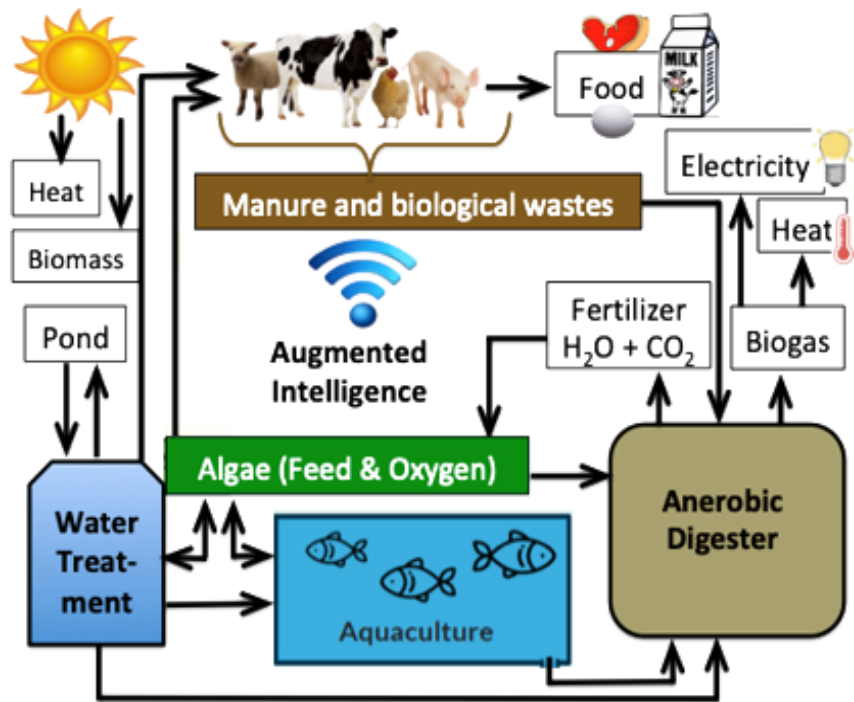 MILK
Food
Electricity
Heat
Manure and biological wastes
Heat
Biomass
Fertilizer
H₂O + CO₂
Pond
Biogas
Augmented
Intelligence
Algae (Feed & Oxygen)
Anerobic
Digester
Water
Treat-
ment
Aquaculture